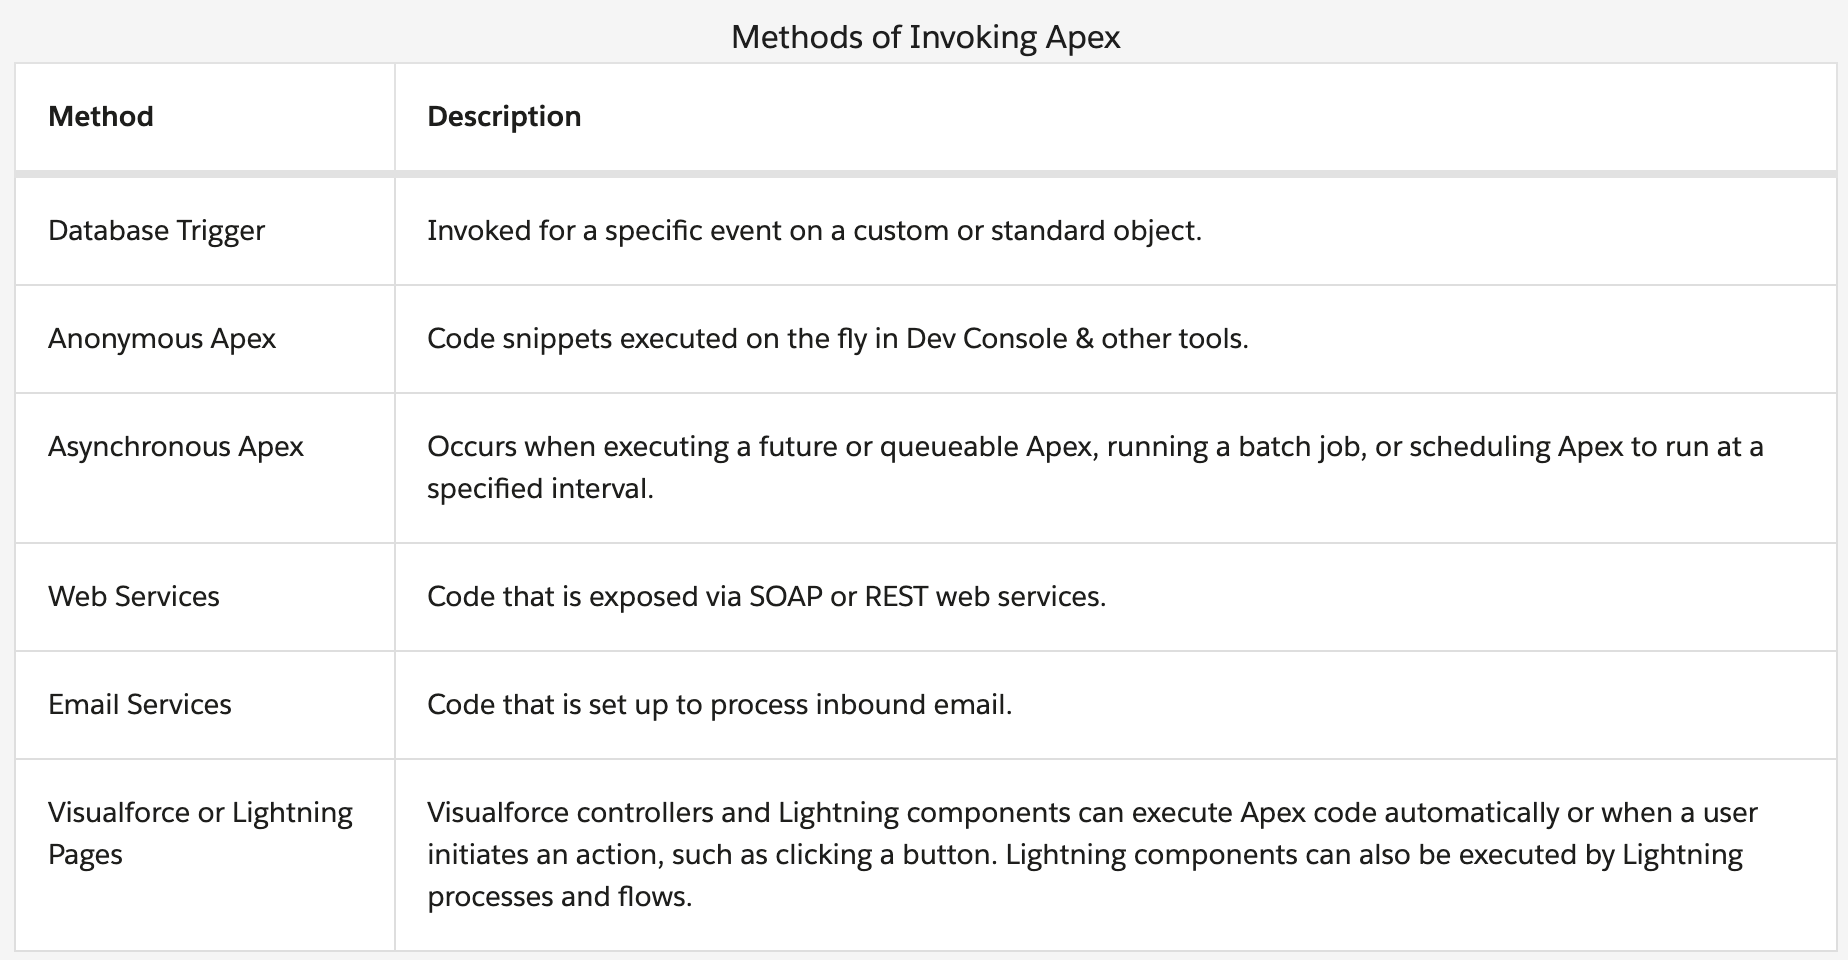 Methods of Invoking Apex
Method
Description
Database Trigger
Invoked for a specific event on a custom or standard object.
Anonymous Apex
Code snippets executed on the fly in Dev Console & other tools.
Asynchronous Apex
Occurs when executing a future or queueable Apex, running a batch job, or scheduling Apex to run at a
specified interval.
Web Services
Code that is exposed via SOAP or REST web services.
Email Services
Code that is set up to process inbound email.
Visualforce or Lightning
Pages
Visualforce controllers and Lightning components can execute Apex code automatically or when a user
initiates an action, such as clicking a button. Lightning components can also be executed by Lightning
processes and flows.